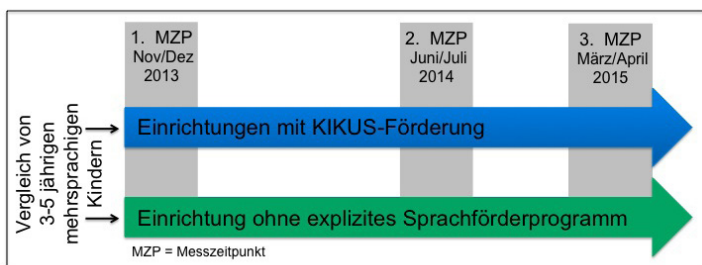 1. MZP
Nov/Dez
2013
2. MZP
Juni/Juli
2014
3. MZP
März/April
2015
Vergleich von
3-5 jährigen
mehrsprachigen
Kindern
Einrichtungen mit KIKUS-Förderung
Einrichtung ohne explizites Sprachförderprogramm
MZP = Messzeitpunkt